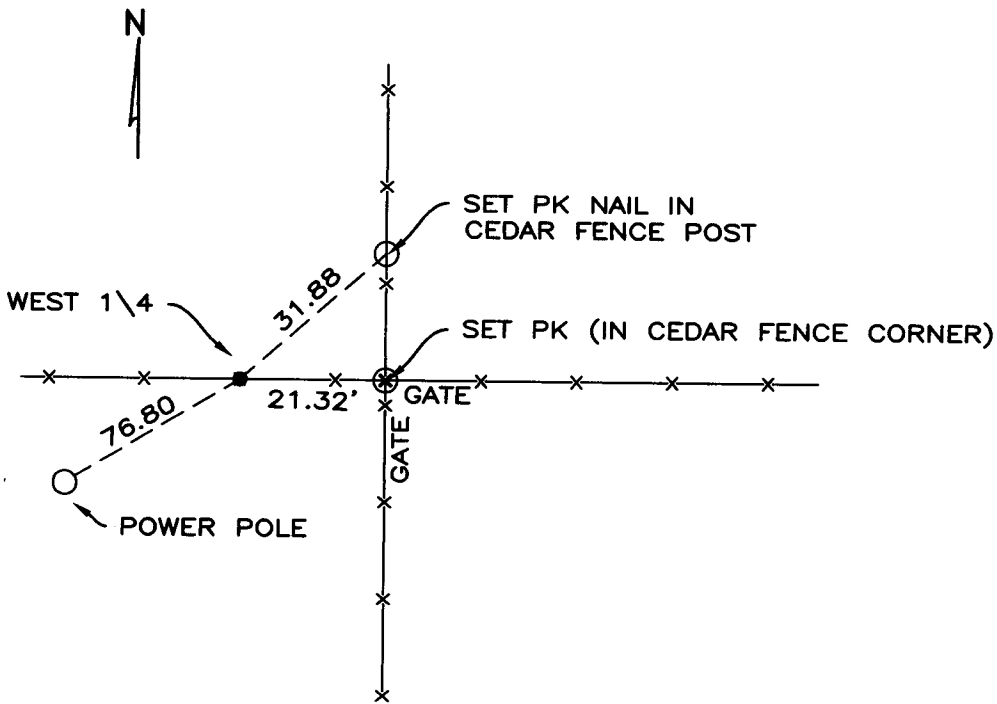 N
SET PK NAIL IN
CEDAR FENCE POST
31.88
WEST 1\4
SET PK (IN CEDAR FENCE CORNER)
21.32'
GATE
76.80
GATE
POWER POLE